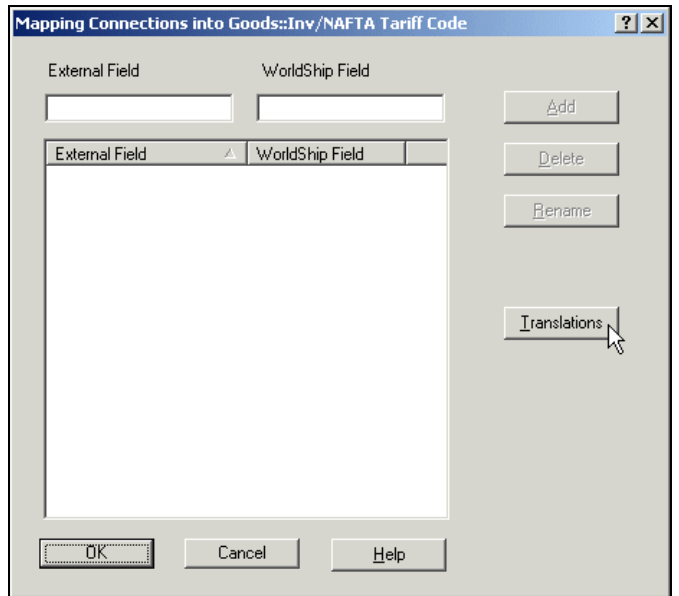 Mapping Connections into Goods::Inv/NAFTA Tariff Code
External Field WorldShip Field
Add
External Field WorldShip Field
Delete
Rename
Translations
OK Cancel Help